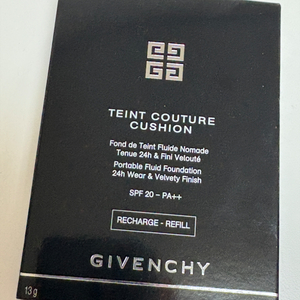 TEINT COUTURE
CUSHION
Fond de Teint Fluide Nomade
Tenue 24h & Fini Velouté
Portable Fluid Foundation
24h Wear & Velvety Finish
SPF 20 - PA++
RECHARGE - REFILL
GIVENCHY
13 g